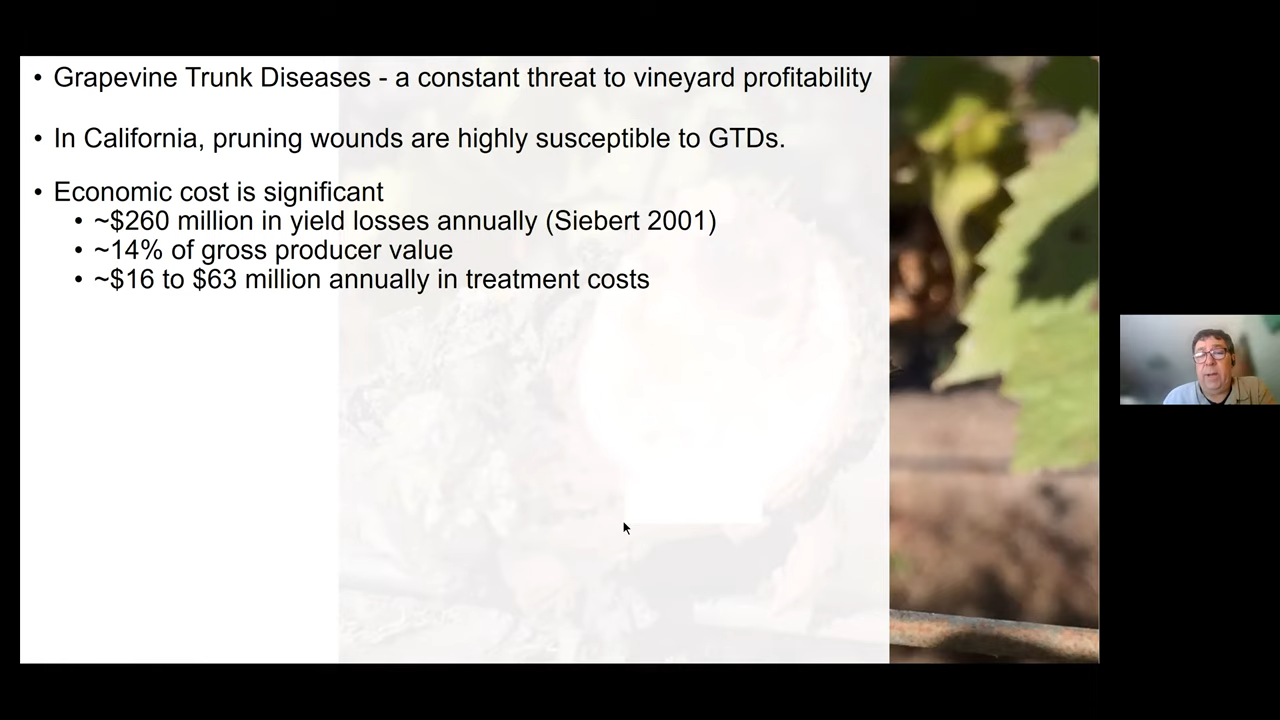 • Grapevine Trunk Diseases - a constant threat to vineyard profitability
• In California, pruning wounds are highly susceptible to GTDs.
• Economic cost is significant
• ~$260 million in yield losses annually (Siebert 2001)
• ~14% of gross producer value
• ~$16 to $63 million annually in treatment costs